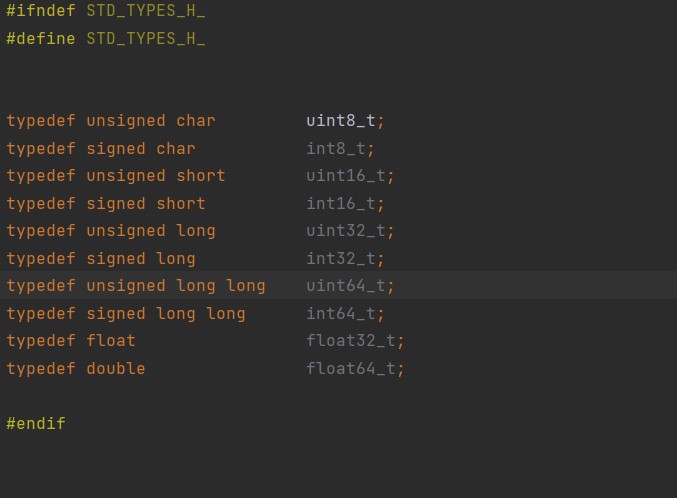 #ifndef STD_TYPES_H_
#define STD_TYPES_H_
typedef unsigned char uint8_t;
typedef signed char int8_t;
typedef unsigned short uint16_t;
typedef signed short int16_t;
typedef unsigned long uint32_t;
typedef signed long int32_t;
typedef unsigned long long uint64_t;
typedef signed long long int64_t;
typedef float float32_t;
typedef double float64_t;
#endif